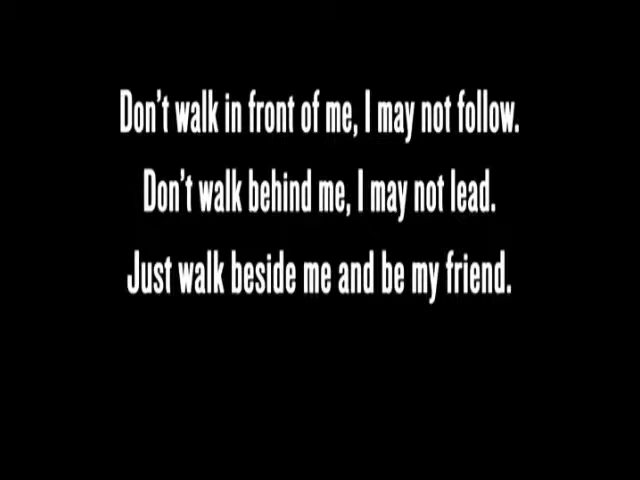 Don't walk in front of me, I may not follow.
Don't walk behind me, I may not lead.
Just walk beside me and be my friend.